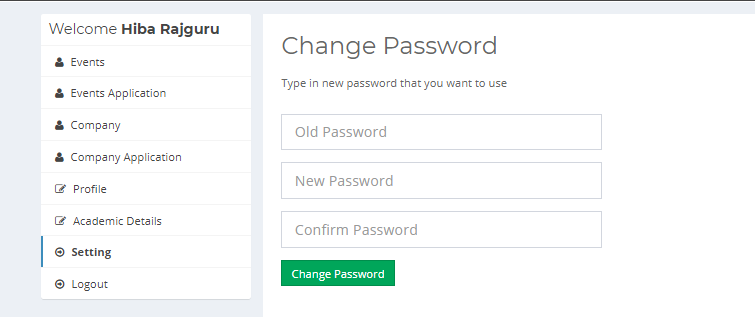 Welcome Hiba Rajguru
Events
Events Application
Company
Company Application
Profile
Academic Details
Setting
Logout
Change Password
Type in new password that you want to use
Old Password
New Password
Confirm Password
Change Password